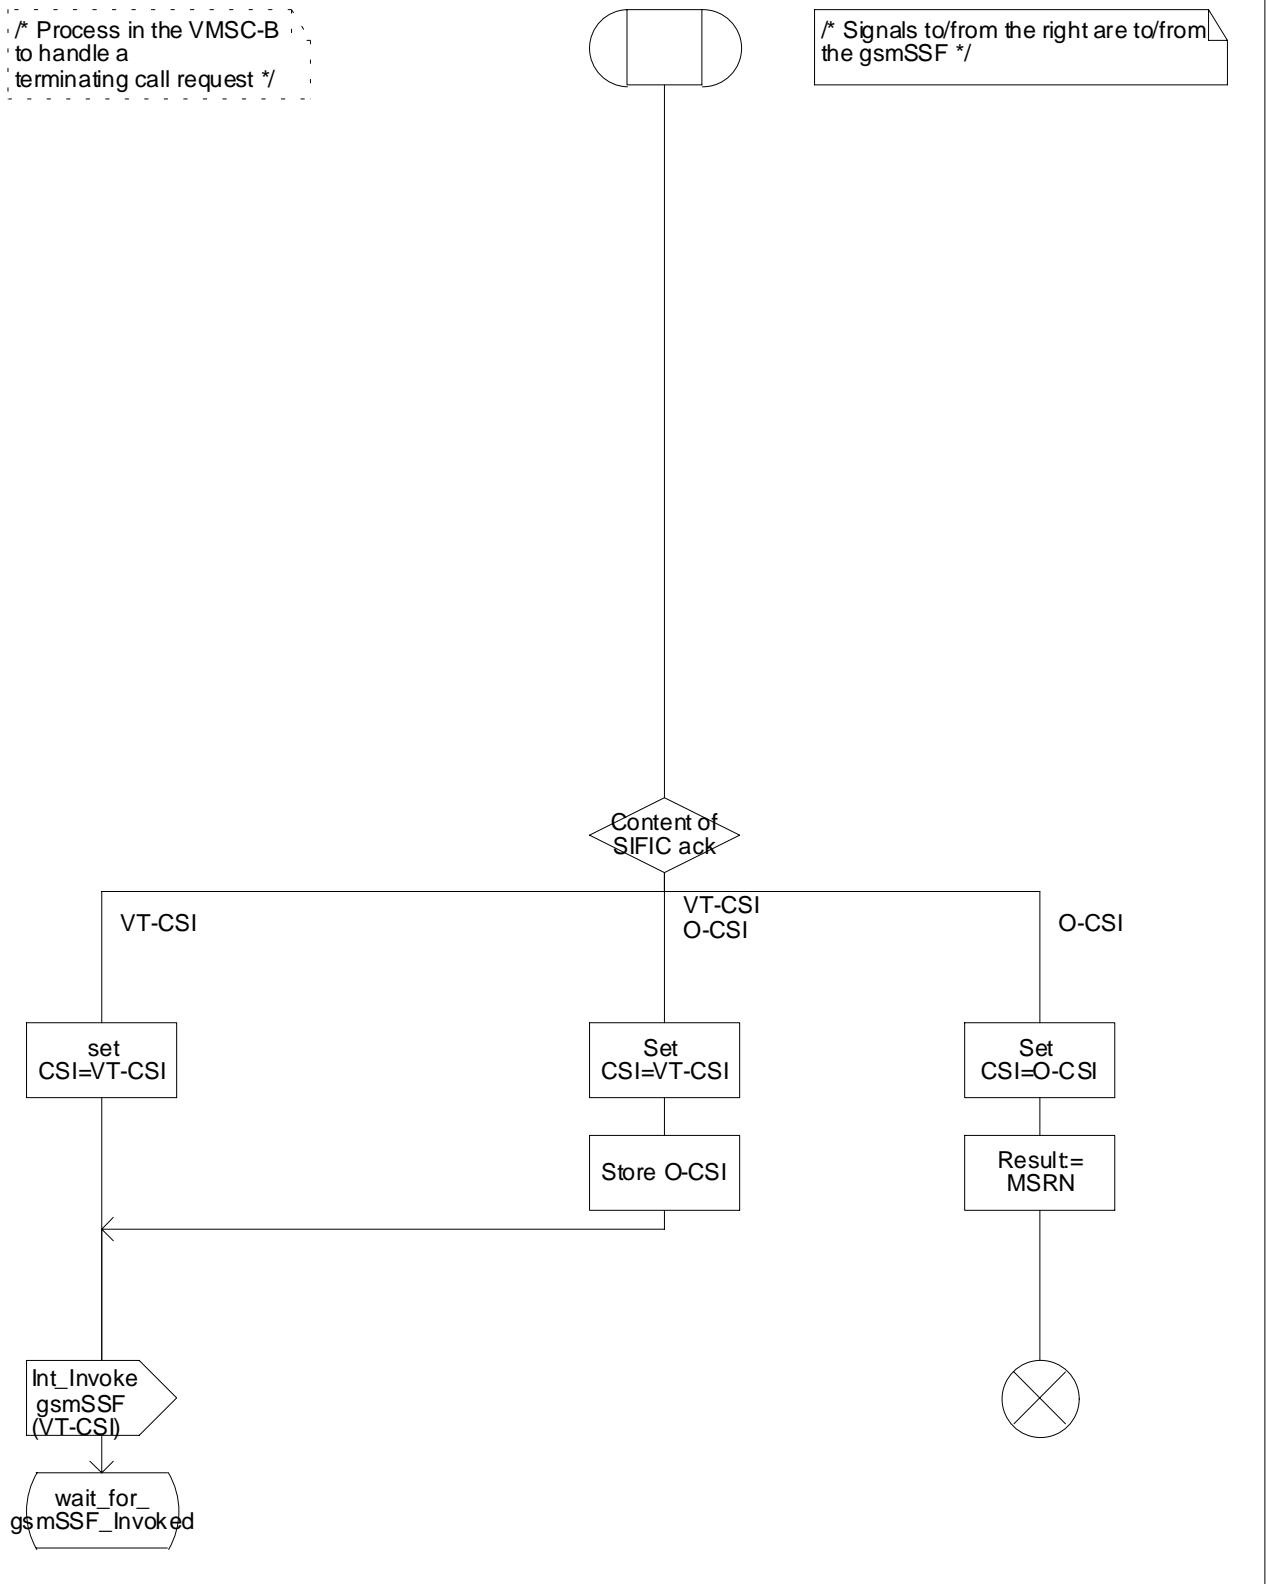 /* Process in the VMSC-B
to handle a
terminating call request */
/* Signals to/from the right are to/from
the gsmSSF */
Content of
SIFIC ack
VT-CSI
VT-CSI
O-CSI
O-CSI
set
CSI=VT-CSI
Set
CSI=VT-CSI
Set
CSI=O-CSI
Store O-CSI
Result:=
MSRN
Int_Invoke
gsmSSF
(VT-CSI)
wait_for_
gsmSSF_Invoked